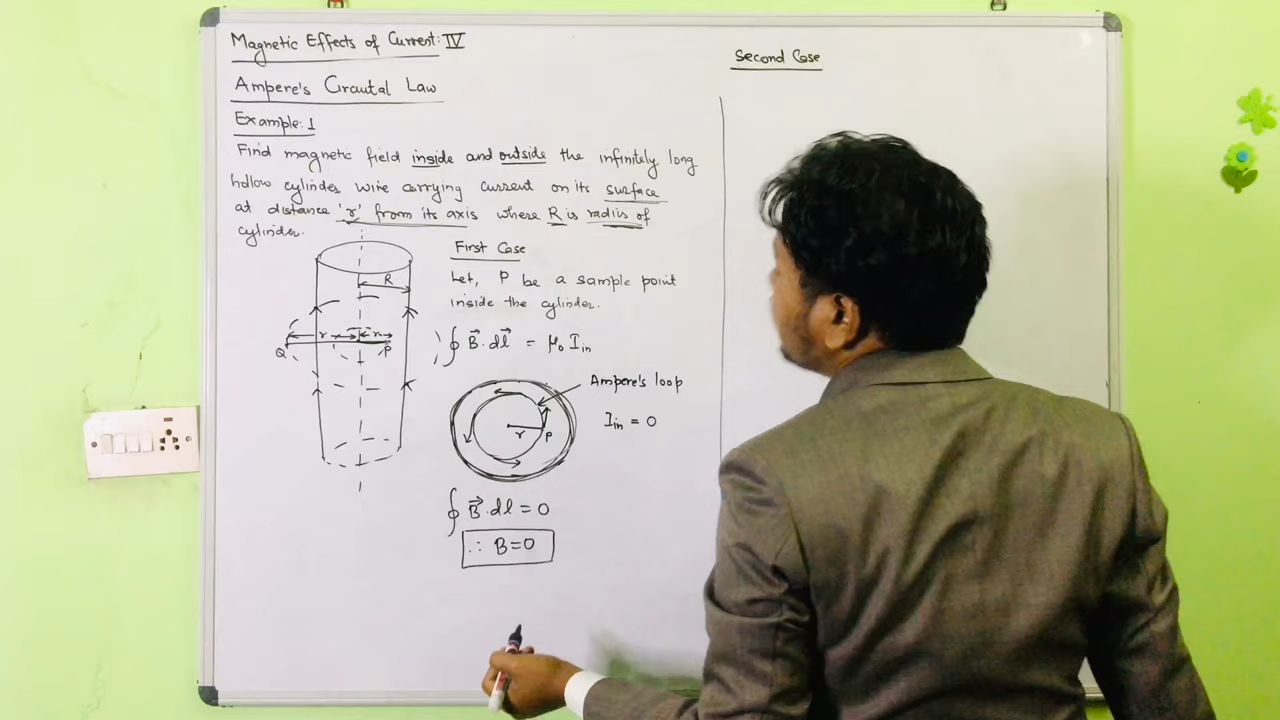 Magnetic Effects of Current: IV
Ampere's Circuital Law
Example: 1
Find magnetic field inside and outside the infinitely long
hollow cylinder wire carrying current on its surface
at distance 'r' from its axis where R is radius of
cylinder.
R
r
r
Q
P
First Case
Let, P be a sample point
inside the cylinder.
∮ B⃗.dl⃗ = μ₀ Iin
Ampere's loop
r
P
Iin = 0
∮ B⃗.dl = 0
∴ B=0
Second Case